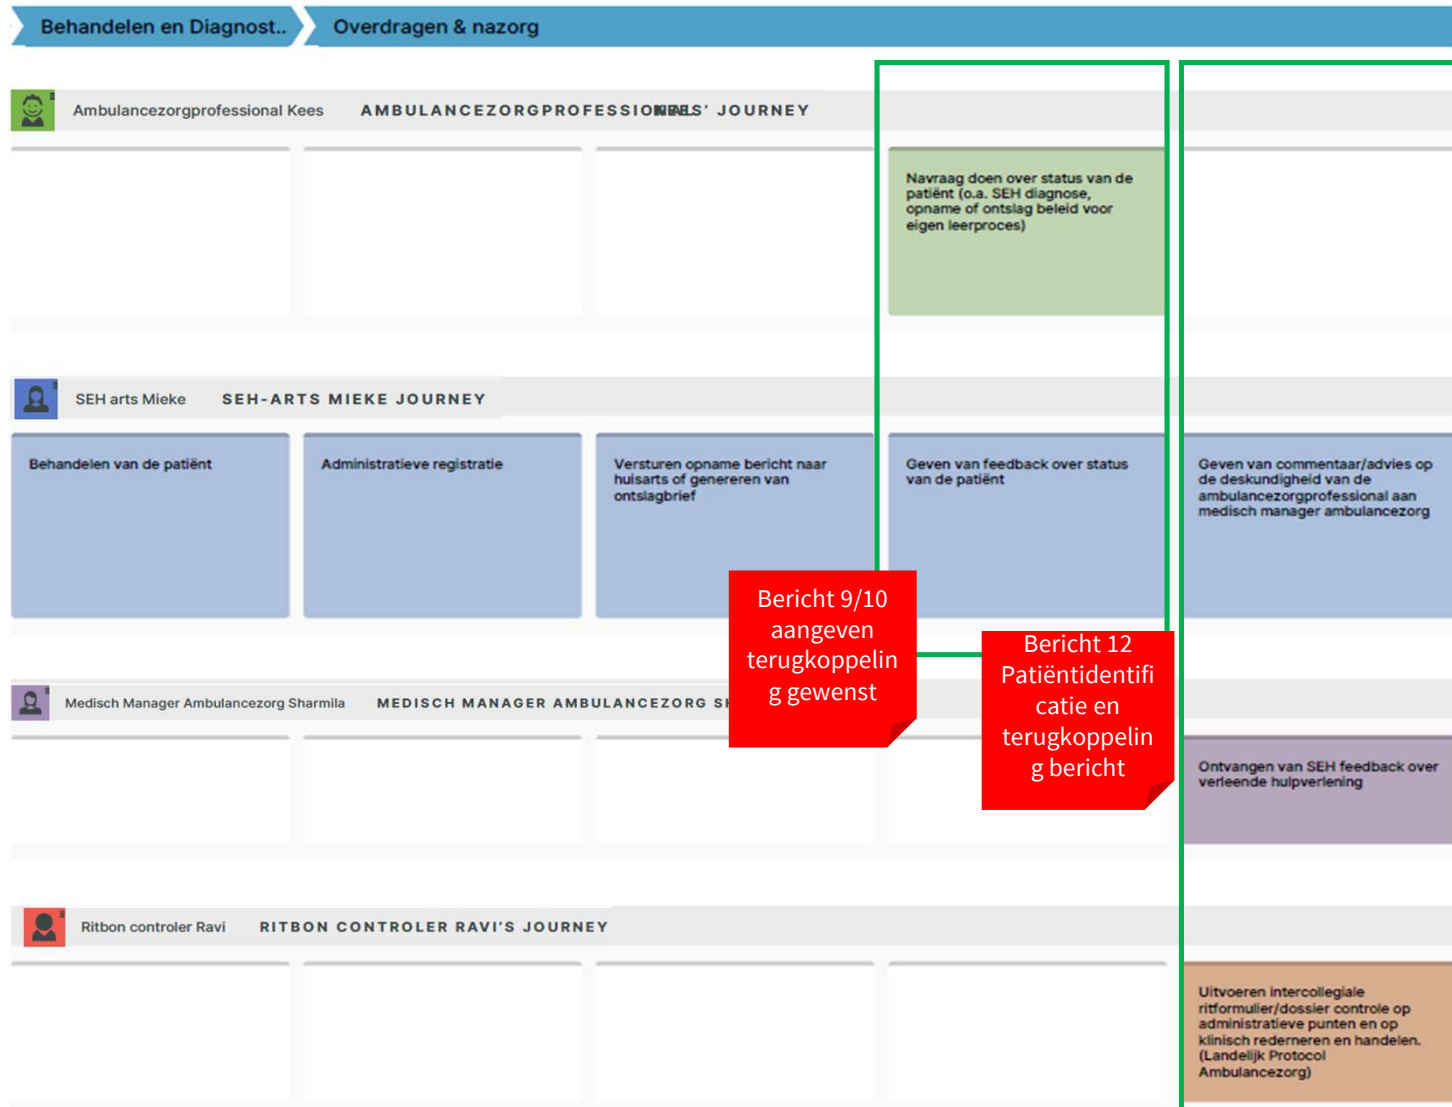 Behandelen en Diagnost..
Overdragen & nazorg
Ambulancezorgprofessional Kees
AMBULANCEZORGPROFESSIONALS' JOURNEY
Navraag doen over status van de
patiënt (o.a. SEH diagnose,
opname of ontslag beleid voor
eigen leerproces)
SEH arts Mieke
SEH-ARTS MIEKE JOURNEY
Behandelen van de patiënt
Administratieve registratie
Versturen opname bericht naar
huisarts of genereren van
ontslagbrief
Geven van feedback over status
van de patiënt
Geven van commentaar/advies op
de deskundigheid van de
ambulancezorgprofessional aan
medisch manager ambulancezorg
Bericht 9/10
aangeven
terugkoppelin
g gewenst
Bericht 12
Patiëntidentifi
catie en
terugkoppelin
g bericht
Medisch Manager Ambulancezorg Sharmila
MEDISCH MANAGER AMBULANCEZORG
Ontvangen van SEH feedback over
verleende hulpverlening
Ritbon controler Ravi
RITBON CONTROLER RAVI'S JOURNEY
Uitvoeren intercollegiale
ritformulier/dossier controle op
administratieve punten en op
klinisch rederneren en handelen.
(Landelijk Protocol
Ambulancezorg)